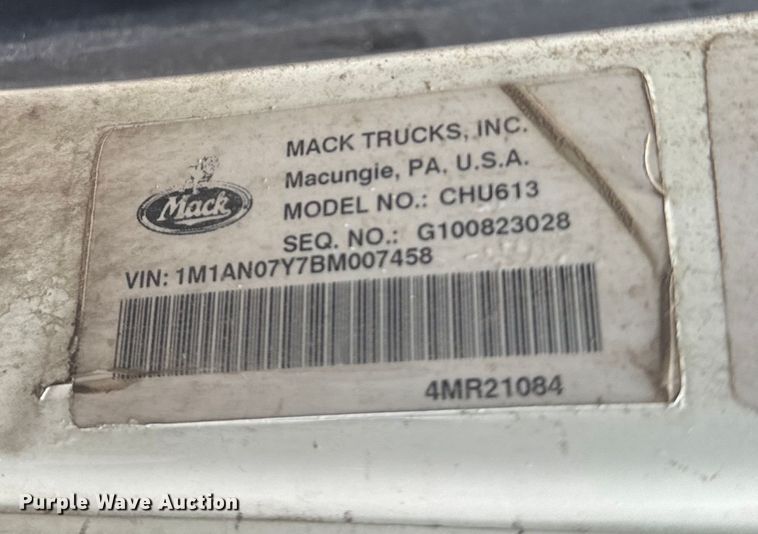 MACK TRUCKS, INC.
Macungie, PA, U.S.A.
Mack
MODEL NO.: CHU613
SEQ. NO.: G100823028
VIN: 1M1AN07Y7BM007458
4MR21084
Purple Wave Auction